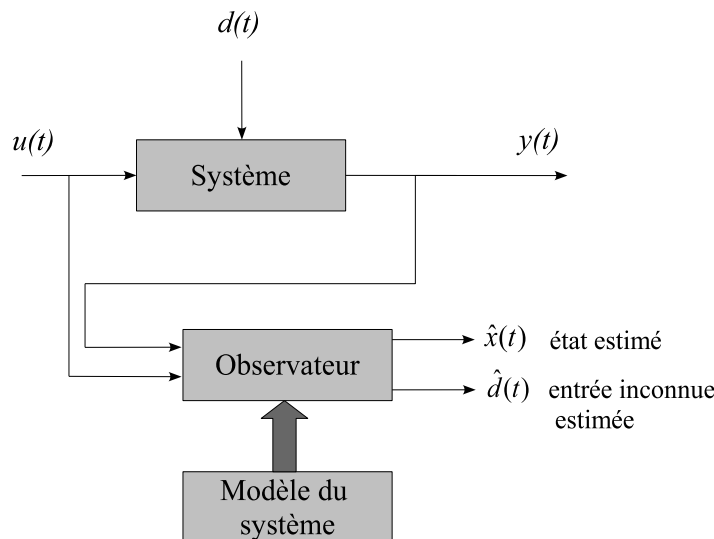 d(t)
u(t)
y(t)
Système
Observateur
x̂(t) état estimé
d̂(t) entrée inconnue
estimée
Modèle du
système